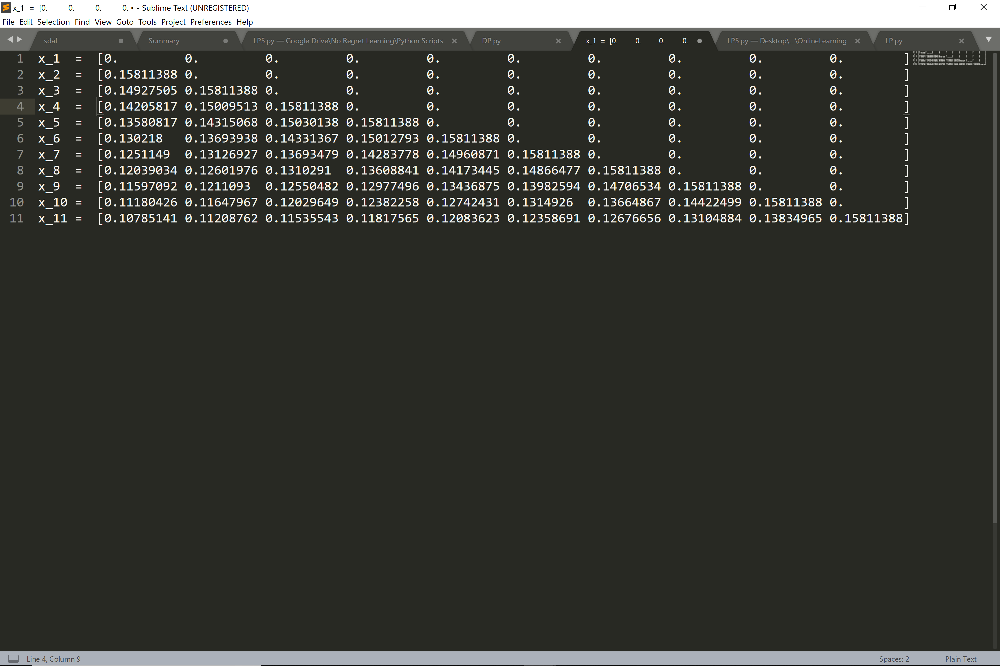 x_1 = [0. 0. 0. 0. • - Sublime Text (UNREGISTERED)
File Edit Selection Find View Goto Tools Project Preferences Help
sdaf Summary LP5.py — Google Drive\No Regret Learning\Python Scripts DP.py x_1 = [0. 0. 0. 0. LP5.py — Desktop\...\OnlineLearning LP.py
1 x_1 = [0. 0. 0. 0. 0. 0. 0. 0. 0. 0. ]
2 x_2 = [0.15811388 0. 0. 0. 0. 0. 0. 0. 0. 0. ]
3 x_3 = [0.14927505 0.15811388 0. 0. 0. 0. 0. 0. 0. 0. ]
4 x_4 = [0.14205817 0.15009513 0.15811388 0. 0. 0. 0. 0. 0. 0. ]
5 x_5 = [0.13580817 0.14315068 0.15030138 0.15811388 0. 0. 0. 0. 0. 0. ]
6 x_6 = [0.130218 0.13693938 0.14331367 0.15012793 0.15811388 0. 0. 0. 0. 0. ]
7 x_7 = [0.1251149 0.13126927 0.13693479 0.14283778 0.14960871 0.15811388 0. 0. 0. 0. ]
8 x_8 = [0.12039034 0.12601976 0.1310291 0.13608841 0.14173445 0.14866477 0.15811388 0. 0. 0. ]
9 x_9 = [0.11597092 0.1211093 0.12550482 0.12977496 0.13436875 0.13982594 0.14706534 0.15811388 0. 0. ]
10 x_10 = [0.11180426 0.11647967 0.12029649 0.12382258 0.12742431 0.1314926 0.13664867 0.14422499 0.15811388 0. ]
11 x_11 = [0.10785141 0.11208762 0.11535543 0.11817565 0.12083623 0.12358691 0.12676656 0.13104884 0.13834965 0.15811388]
Line 4, Column 9 Spaces: 2 Plain Text